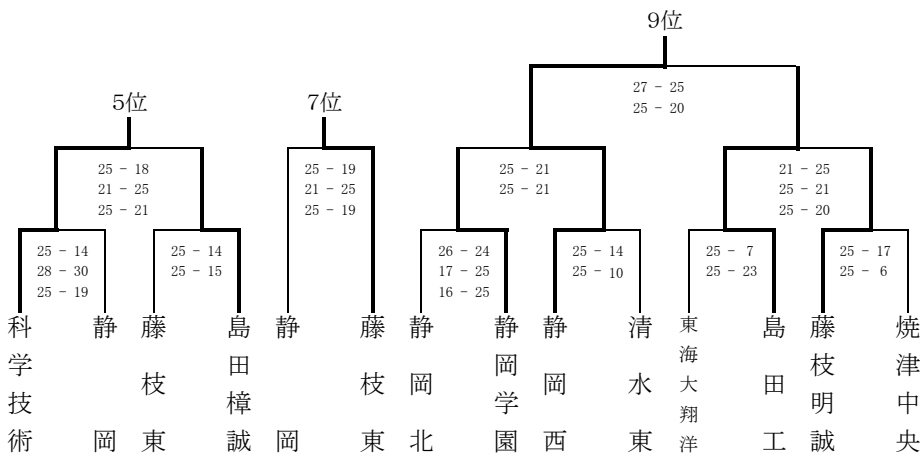 9位
5位
7位
27 - 25
25 - 20
25 - 18
21 - 25
25 - 21
25 - 19
21 - 25
25 - 19
25 - 21
25 - 21
21 - 25
25 - 21
25 - 20
25 - 14
28 - 30
25 - 19
25 - 14
25 - 15
26 - 24
17 - 25
16 - 25
25 - 14
25 - 10
25 - 7
25 - 23
25 - 17
25 - 6
科学技術
静岡
藤枝東
島田樟誠
静岡
藤枝東
静岡北
静岡学園
静岡西
清水東
東海大翔洋
島田工
藤枝明誠
焼津中央